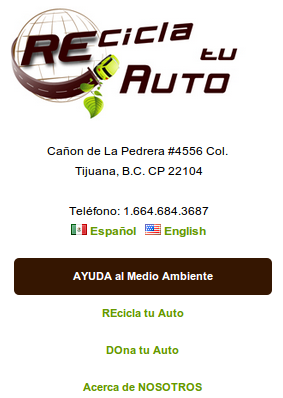 REcicla
tu
Auto
Cañon de La Pedrera #4556 Col.
Tijuana, B.C. CP 22104
Teléfono: 1.664.684.3687
Español English
AYUDA al Medio Ambiente
REcicla tu Auto
DOna tu Auto
Acerca de NOSOTROS